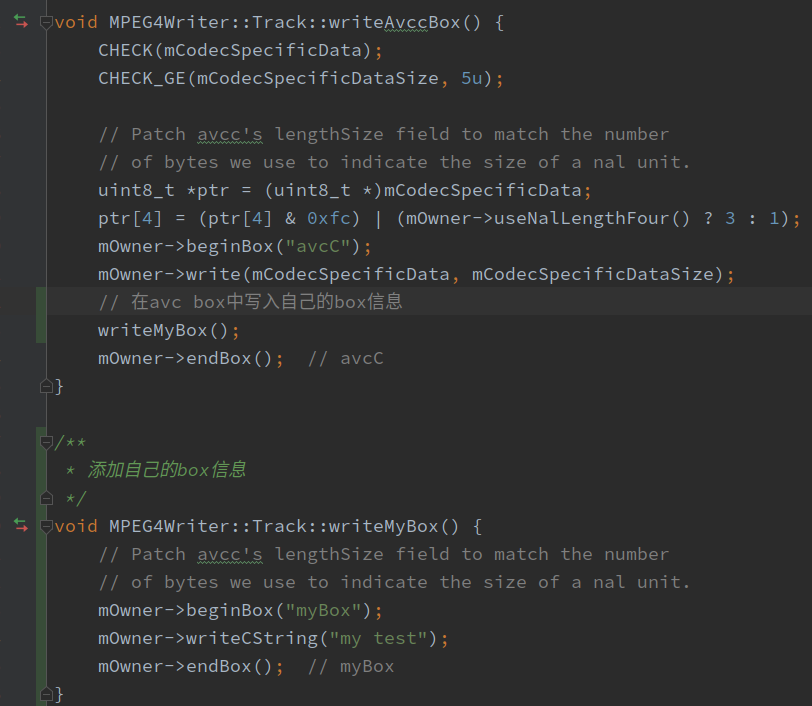 void MPEG4Writer::Track::writeAvccBox() {
    CHECK(mCodecSpecificData);
    CHECK_GE(mCodecSpecificDataSize, 5u);

    // Patch avcc's lengthSize field to match the number
    // of bytes we use to indicate the size of a nal unit.
    uint8_t *ptr = (uint8_t *)mCodecSpecificData;
    ptr[4] = (ptr[4] & 0xfc) | (mOwner->useNalLengthFour() ? 3 : 1);
    mOwner->beginBox("avcC");
    mOwner->write(mCodecSpecificData, mCodecSpecificDataSize);
    // 在avc box中写入自己的box信息
    writeMyBox();
    mOwner->endBox();  // avcC
}

/**
 * 添加自己的box信息
 */
void MPEG4Writer::Track::writeMyBox() {
    // Patch avcc's lengthSize field to match the number
    // of bytes we use to indicate the size of a nal unit.
    mOwner->beginBox("myBox");
    mOwner->writeCString("my test");
    mOwner->endBox();  // myBox
}